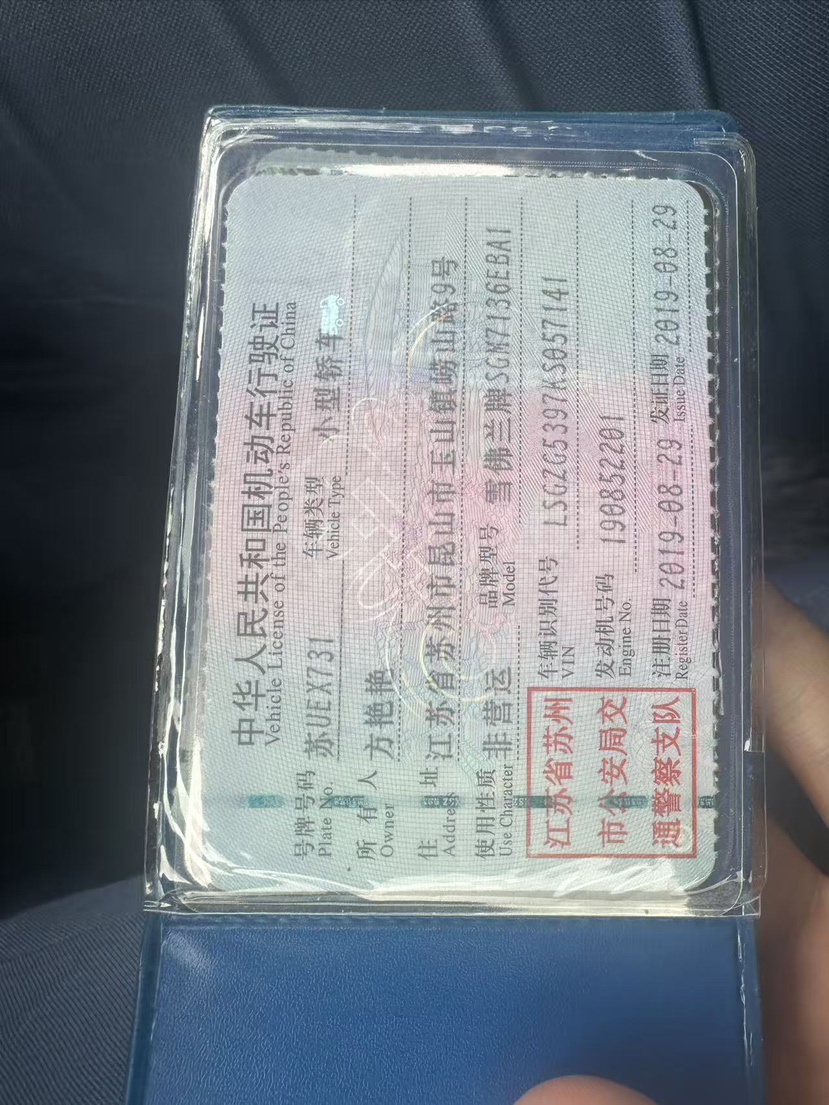 中华人民共和国机动车行驶证
Vehicle License of the People's Republic of China
号牌号码 苏UEX731 车辆类型 小型轿车
Plate No. Vehicle Type
所有人 方艳艳
Owner
住址 江苏省苏州市昆山市玉山镇崂山路9号
Address
使用性质 非营运 品牌型号 雪佛兰牌SGM7136EBA1
Use Character Model
江苏省苏州
市公安局交
通警察支队
车辆识别代号 LSGZG5397KS057141
VIN
发动机号码 190852201
Engine No.
注册日期 2019-08-29 发证日期 2019-08-29
Register Date Issue Date